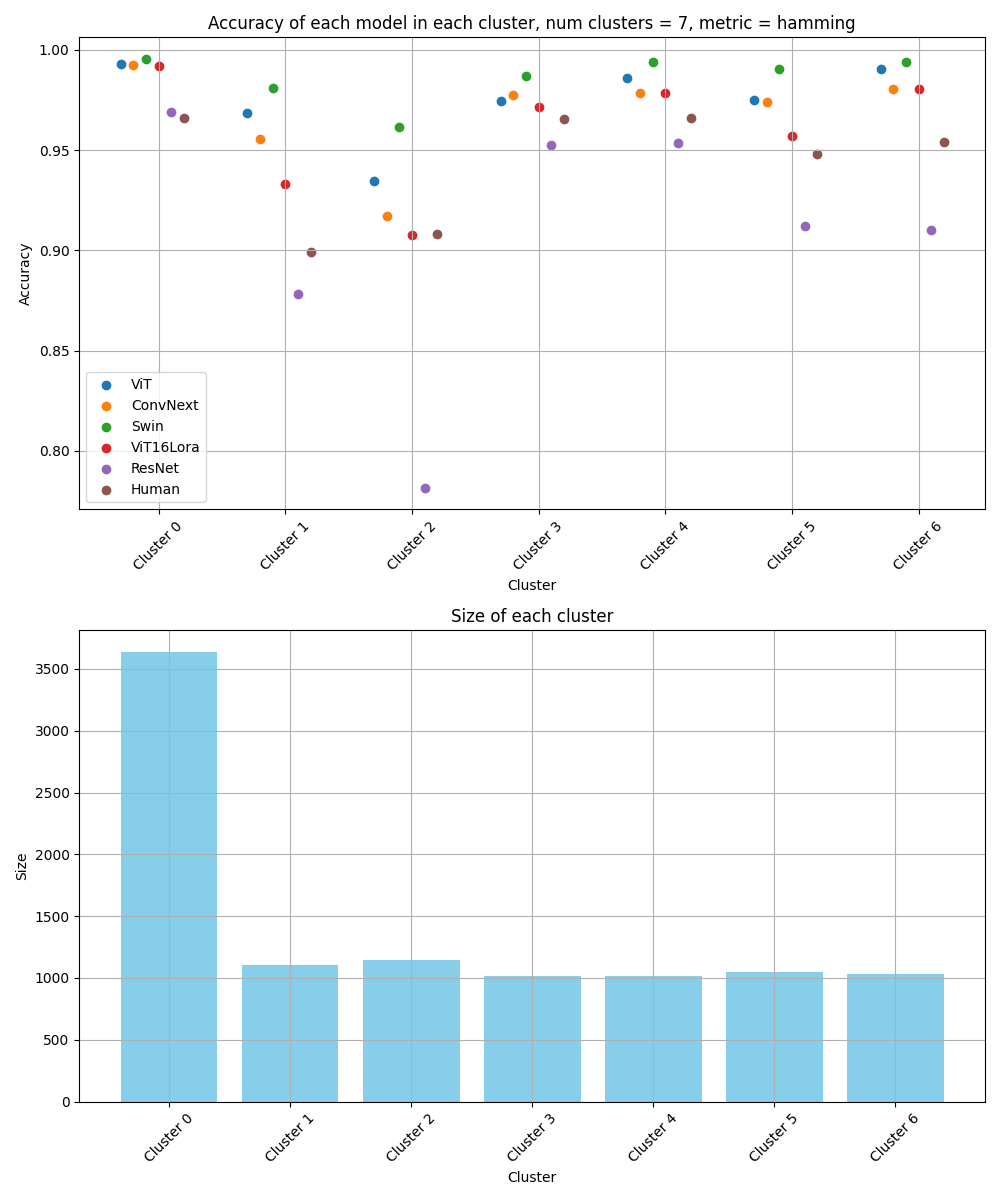 Accuracy of each model in each cluster, num clusters = 7, metric = hamming
1.00
0.95
0.90
0.85
0.80
Accuracy
ViT
ConvNext
Swin
ViT16Lora
ResNet
Human
Cluster 0
Cluster 1
Cluster 2
Cluster 3
Cluster 4
Cluster 5
Cluster 6
Cluster
Size of each cluster
3500
3000
2500
2000
1500
1000
500
0
Size
Cluster 0
Cluster 1
Cluster 2
Cluster 3
Cluster 4
Cluster 5
Cluster 6
Cluster